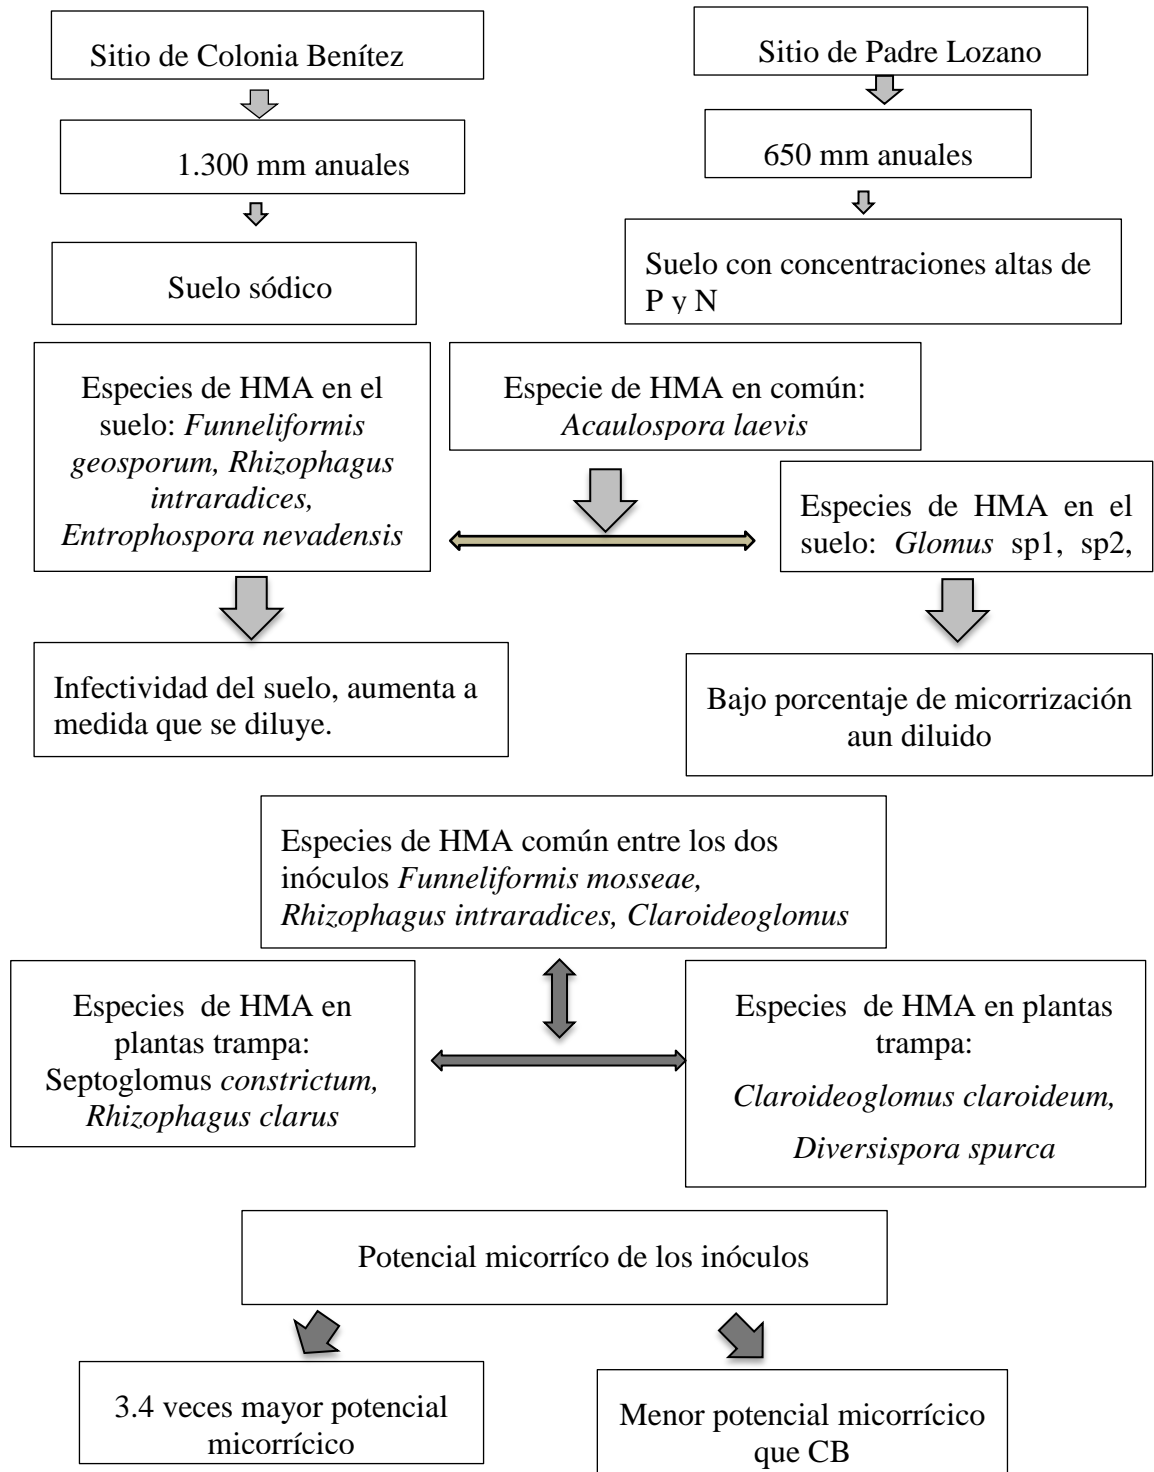 Sitio de Colonia Benítez
Sitio de Padre Lozano
1.300 mm anuales
650 mm anuales
Suelo sódico
Suelo con concentraciones altas de
P y N
Especies de HMA en el
suelo: Funneliformis
geosporum, Rhizophagus
intraradices,
Entrophospora nevadensis
Especie de HMA en común:
Acaulospora laevis
Especies de HMA en el
suelo: Glomus sp1, sp2,
Infectividad del suelo, aumenta a
medida que se diluye.
Bajo porcentaje de micorrización
aun diluido
Especies de HMA común entre los dos
inóculos Funneliformis mosseae,
Rhizophagus intraradices, Claroideoglomus
Especies de HMA en
plantas trampa:
Septoglomus constrictum,
Rhizophagus clarus
Especies de HMA en plantas
trampa:
Claroideoglomus claroideum,
Diversispora spurca
Potencial micorríco de los inóculos
3.4 veces mayor potencial
micorrícico
Menor potencial micorrícico
que CB